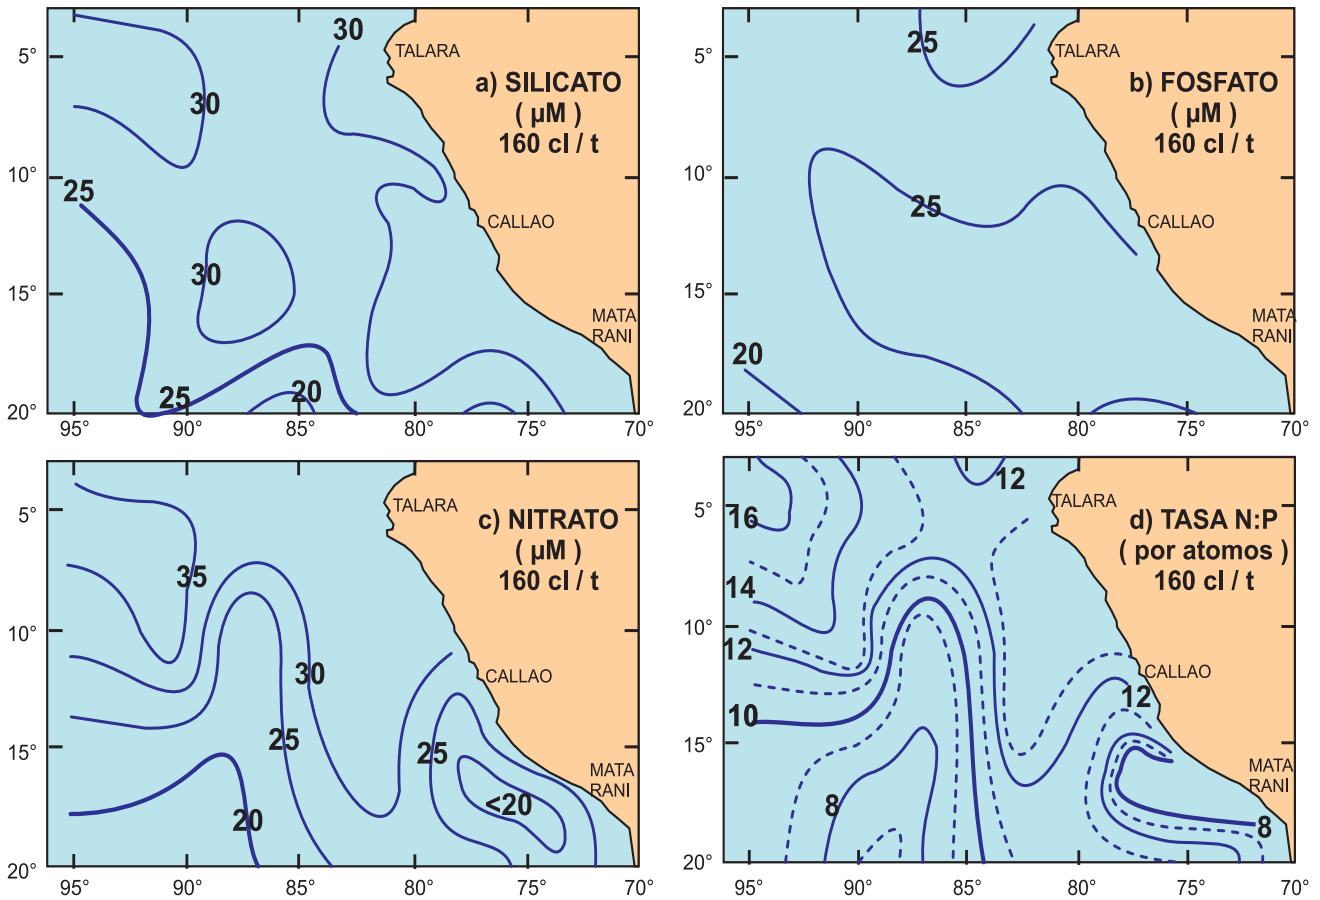 30
5°
TALARA
a) SILICATO
( µM )
160 cl / t
30
10°
25
CALLAO
30
15°
MATA
RANI
25
20
20°
95°
90°
85°
80°
75°
70°
25
5°
TALARA
b) FOSFATO
( µM )
160 cl / t
10°
25
CALLAO
15°
MATA
RANI
20
20°
95°
90°
85°
80°
75°
70°
5°
TALARA
c) NITRATO
( µM )
160 cl / t
35
10°
30
CALLAO
25
25
15°
MATA
RANI
<20
20
20°
95°
90°
85°
80°
75°
70°
12
5°
16
TALARA
d) TASA N:P
( por atomos )
160 cl / t
14
10°
12
CALLAO
12
10
15°
MATA
RANI
8
8
20°
95°
90°
85°
80°
75°
70°